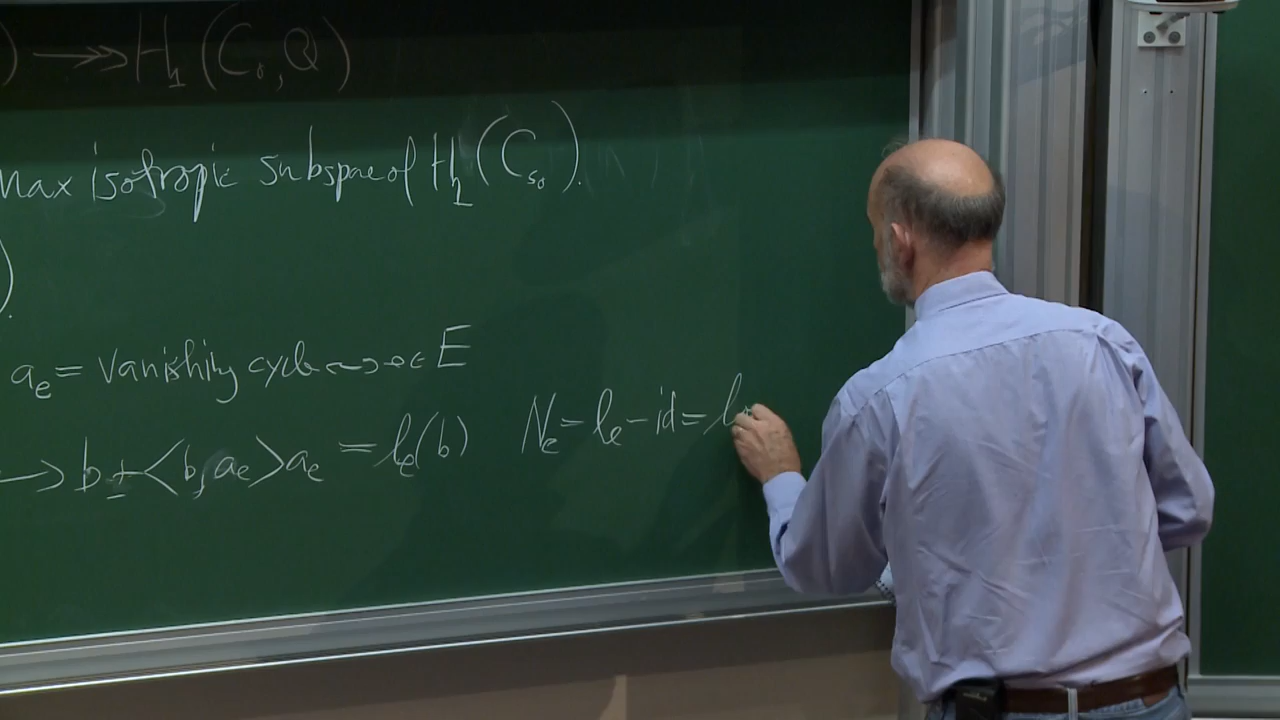 ) ↠ H₁(C₀, Q)
max isotropic subspace of H₁(C_{s₀}).
).
a_e = vanishing cycle ⇝ e ∈ E
→ b ± <b, a_e> a_e = l_e(b) N_e = l_e - id = l